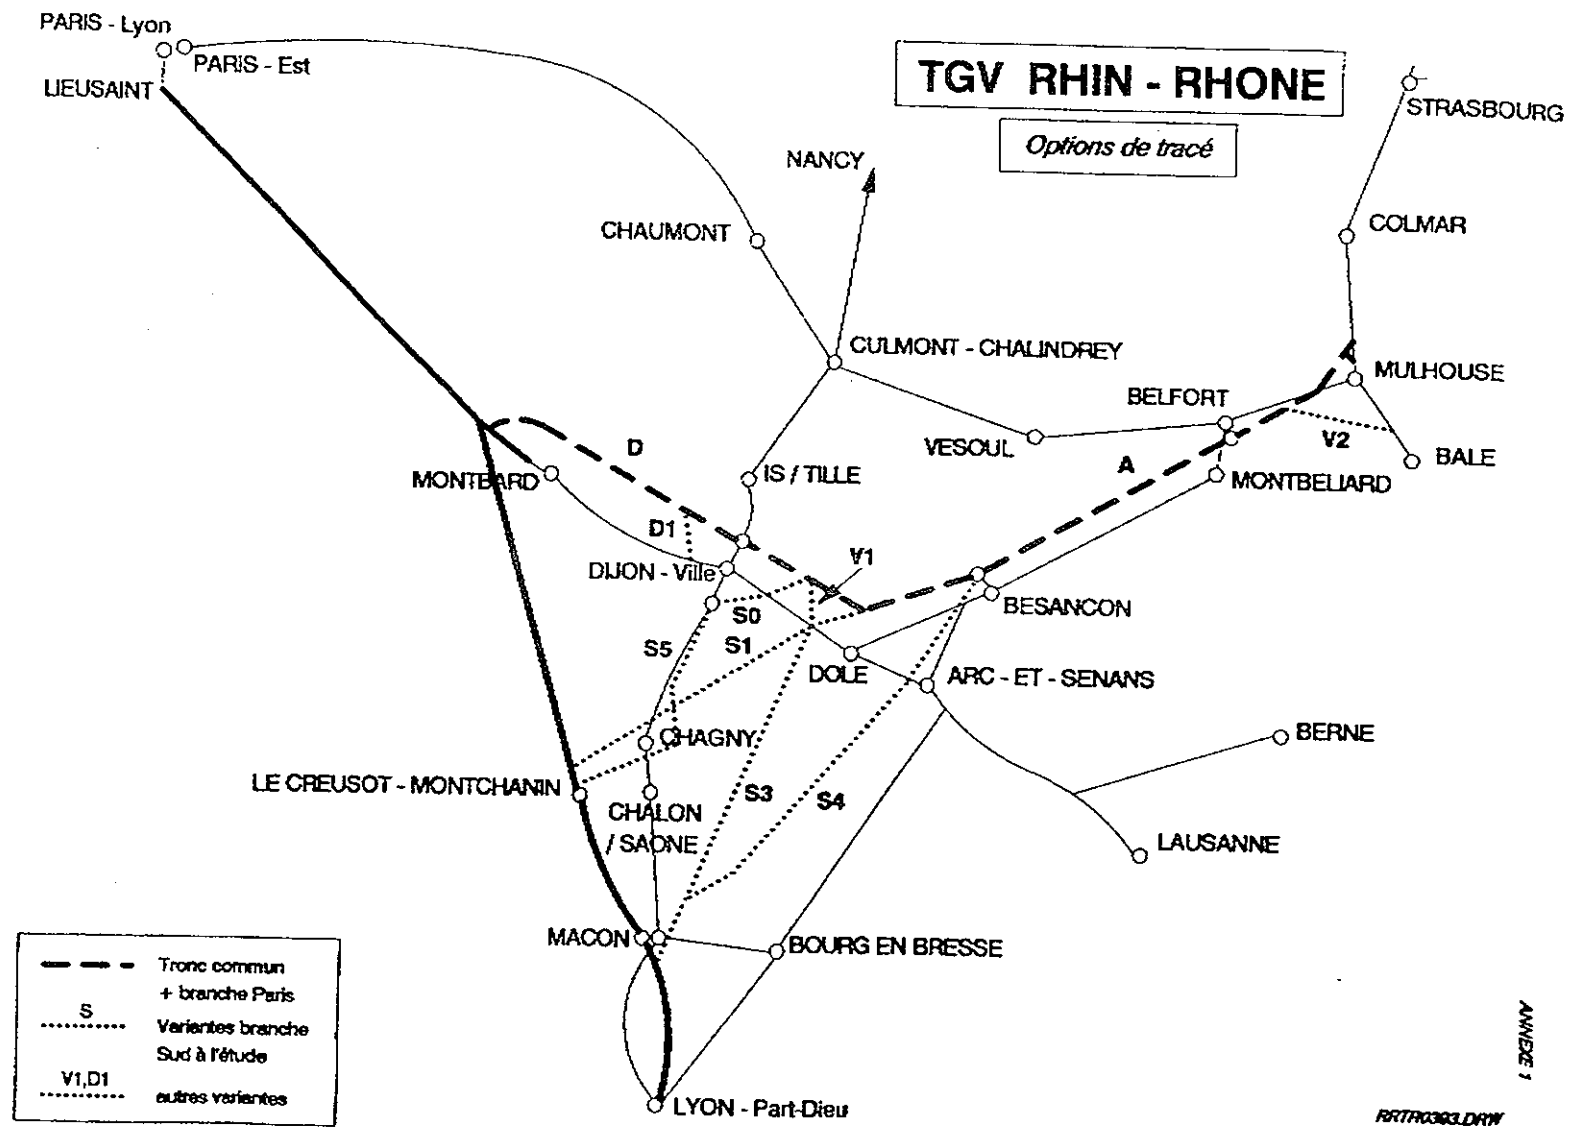 PARIS - Lyon
PARIS - Est
LIEUSAINT
TGV RHIN - RHONE
Options de tracé
STRASBOURG
NANCY
CHAUMONT
COLMAR
CULMONT - CHALINDREY
MULHOUSE
BELFORT
VESOUL
V2
BALE
D
A
MONTBARD
IS / TILLE
MONTBELIARD
D1
V1
DIJON - Ville
S0
BESANCON
S1
S5
DOLE
ARC - ET - SENANS
CHAGNY
BERNE
LE CREUSOT - MONTCHANIN
S3
S4
CHALON
/ SAONE
LAUSANNE
MACON
BOURG EN BRESSE
Tronc commun
+ branche Paris
S
Variantes branche
Sud à l'étude
V1,D1
autres variantes
LYON - Part-Dieu
ANNEXE 1
RRTR0393.DRW